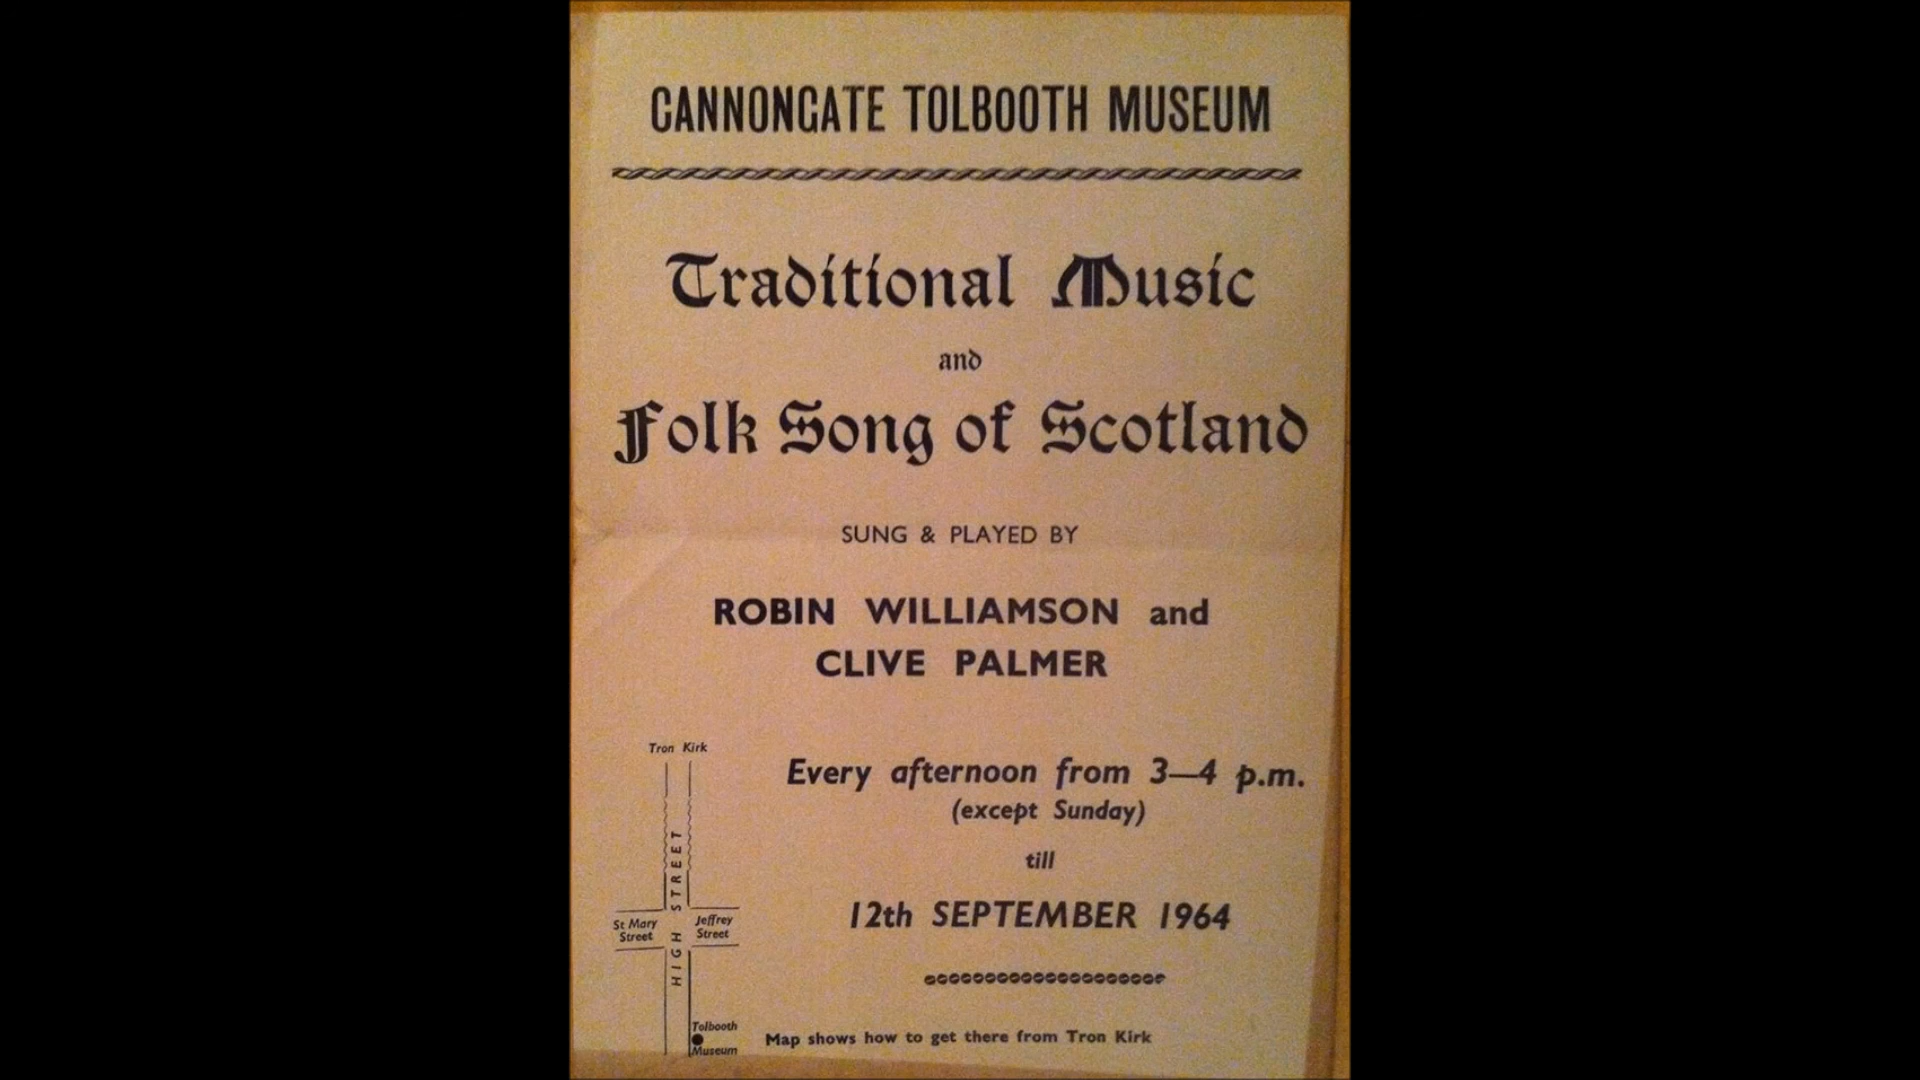 CANNONGATE TOLBOOTH MUSEUM
Traditional Music
and
Folk Song of Scotland
SUNG & PLAYED BY
ROBIN WILLIAMSON and
CLIVE PALMER
Every afternoon from 3—4 p.m.
(except Sunday)
till
12th SEPTEMBER 1964
Tron Kirk
HIGH STREET
St Mary
Street
Jeffrey
Street
Tolbooth
Museum
Map shows how to get there from Tron Kirk